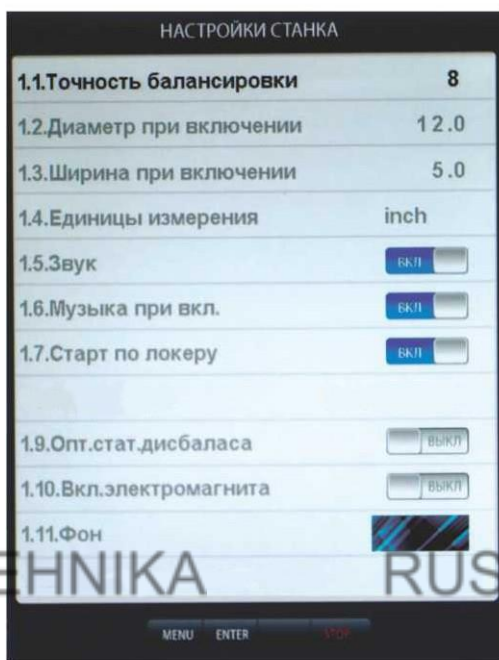 НАСТРОЙКИ СТАНКА
1.1.Точность балансировки 8
1.2.Диаметр при включении 12.0
1.3.Ширина при включении 5.0
1.4.Единицы измерения inch
1.5.Звук ВКЛ
1.6.Музыка при вкл. ВКЛ
1.7.Старт по локеру ВКЛ
1.9.Опт.стат.дисбаласа ВЫКЛ
1.10.Вкл.электромагнита ВЫКЛ
1.11.Фон
EHNIKA RUS
MENU ENTER STOP